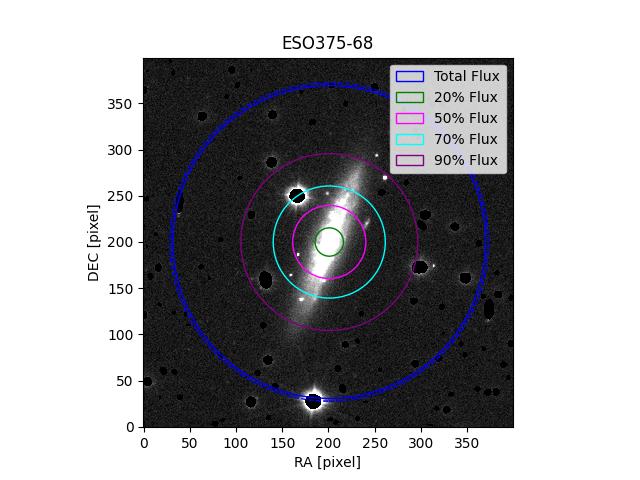 ESO375-68
Total Flux
20% Flux
50% Flux
70% Flux
90% Flux
350
300
250
200
150
100
50
0
DEC [pixel]
0 50 100 150 200 250 300 350
RA [pixel]